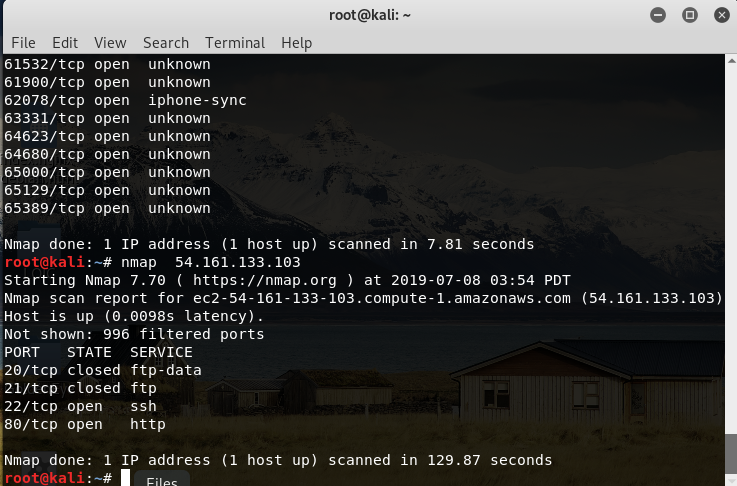 root@kali: ~
File Edit View Search Terminal Help
61532/tcp open  unknown
61900/tcp open  unknown
62078/tcp open  iphone-sync
63331/tcp open  unknown
64623/tcp open  unknown
64680/tcp open  unknown
65000/tcp open  unknown
65129/tcp open  unknown
65389/tcp open  unknown
Nmap done: 1 IP address (1 host up) scanned in 7.81 seconds
root@kali:~# nmap  54.161.133.103
Starting Nmap 7.70 ( https://nmap.org ) at 2019-07-08 03:54 PDT
Nmap scan report for ec2-54-161-133-103.compute-1.amazonaws.com (54.161.133.103)
Host is up (0.0098s latency).
Not shown: 996 filtered ports
PORT   STATE  SERVICE
20/tcp closed ftp-data
21/tcp closed ftp
22/tcp open   ssh
80/tcp open   http
Nmap done: 1 IP address (1 host up) scanned in 129.87 seconds
root@kali:~#
Files